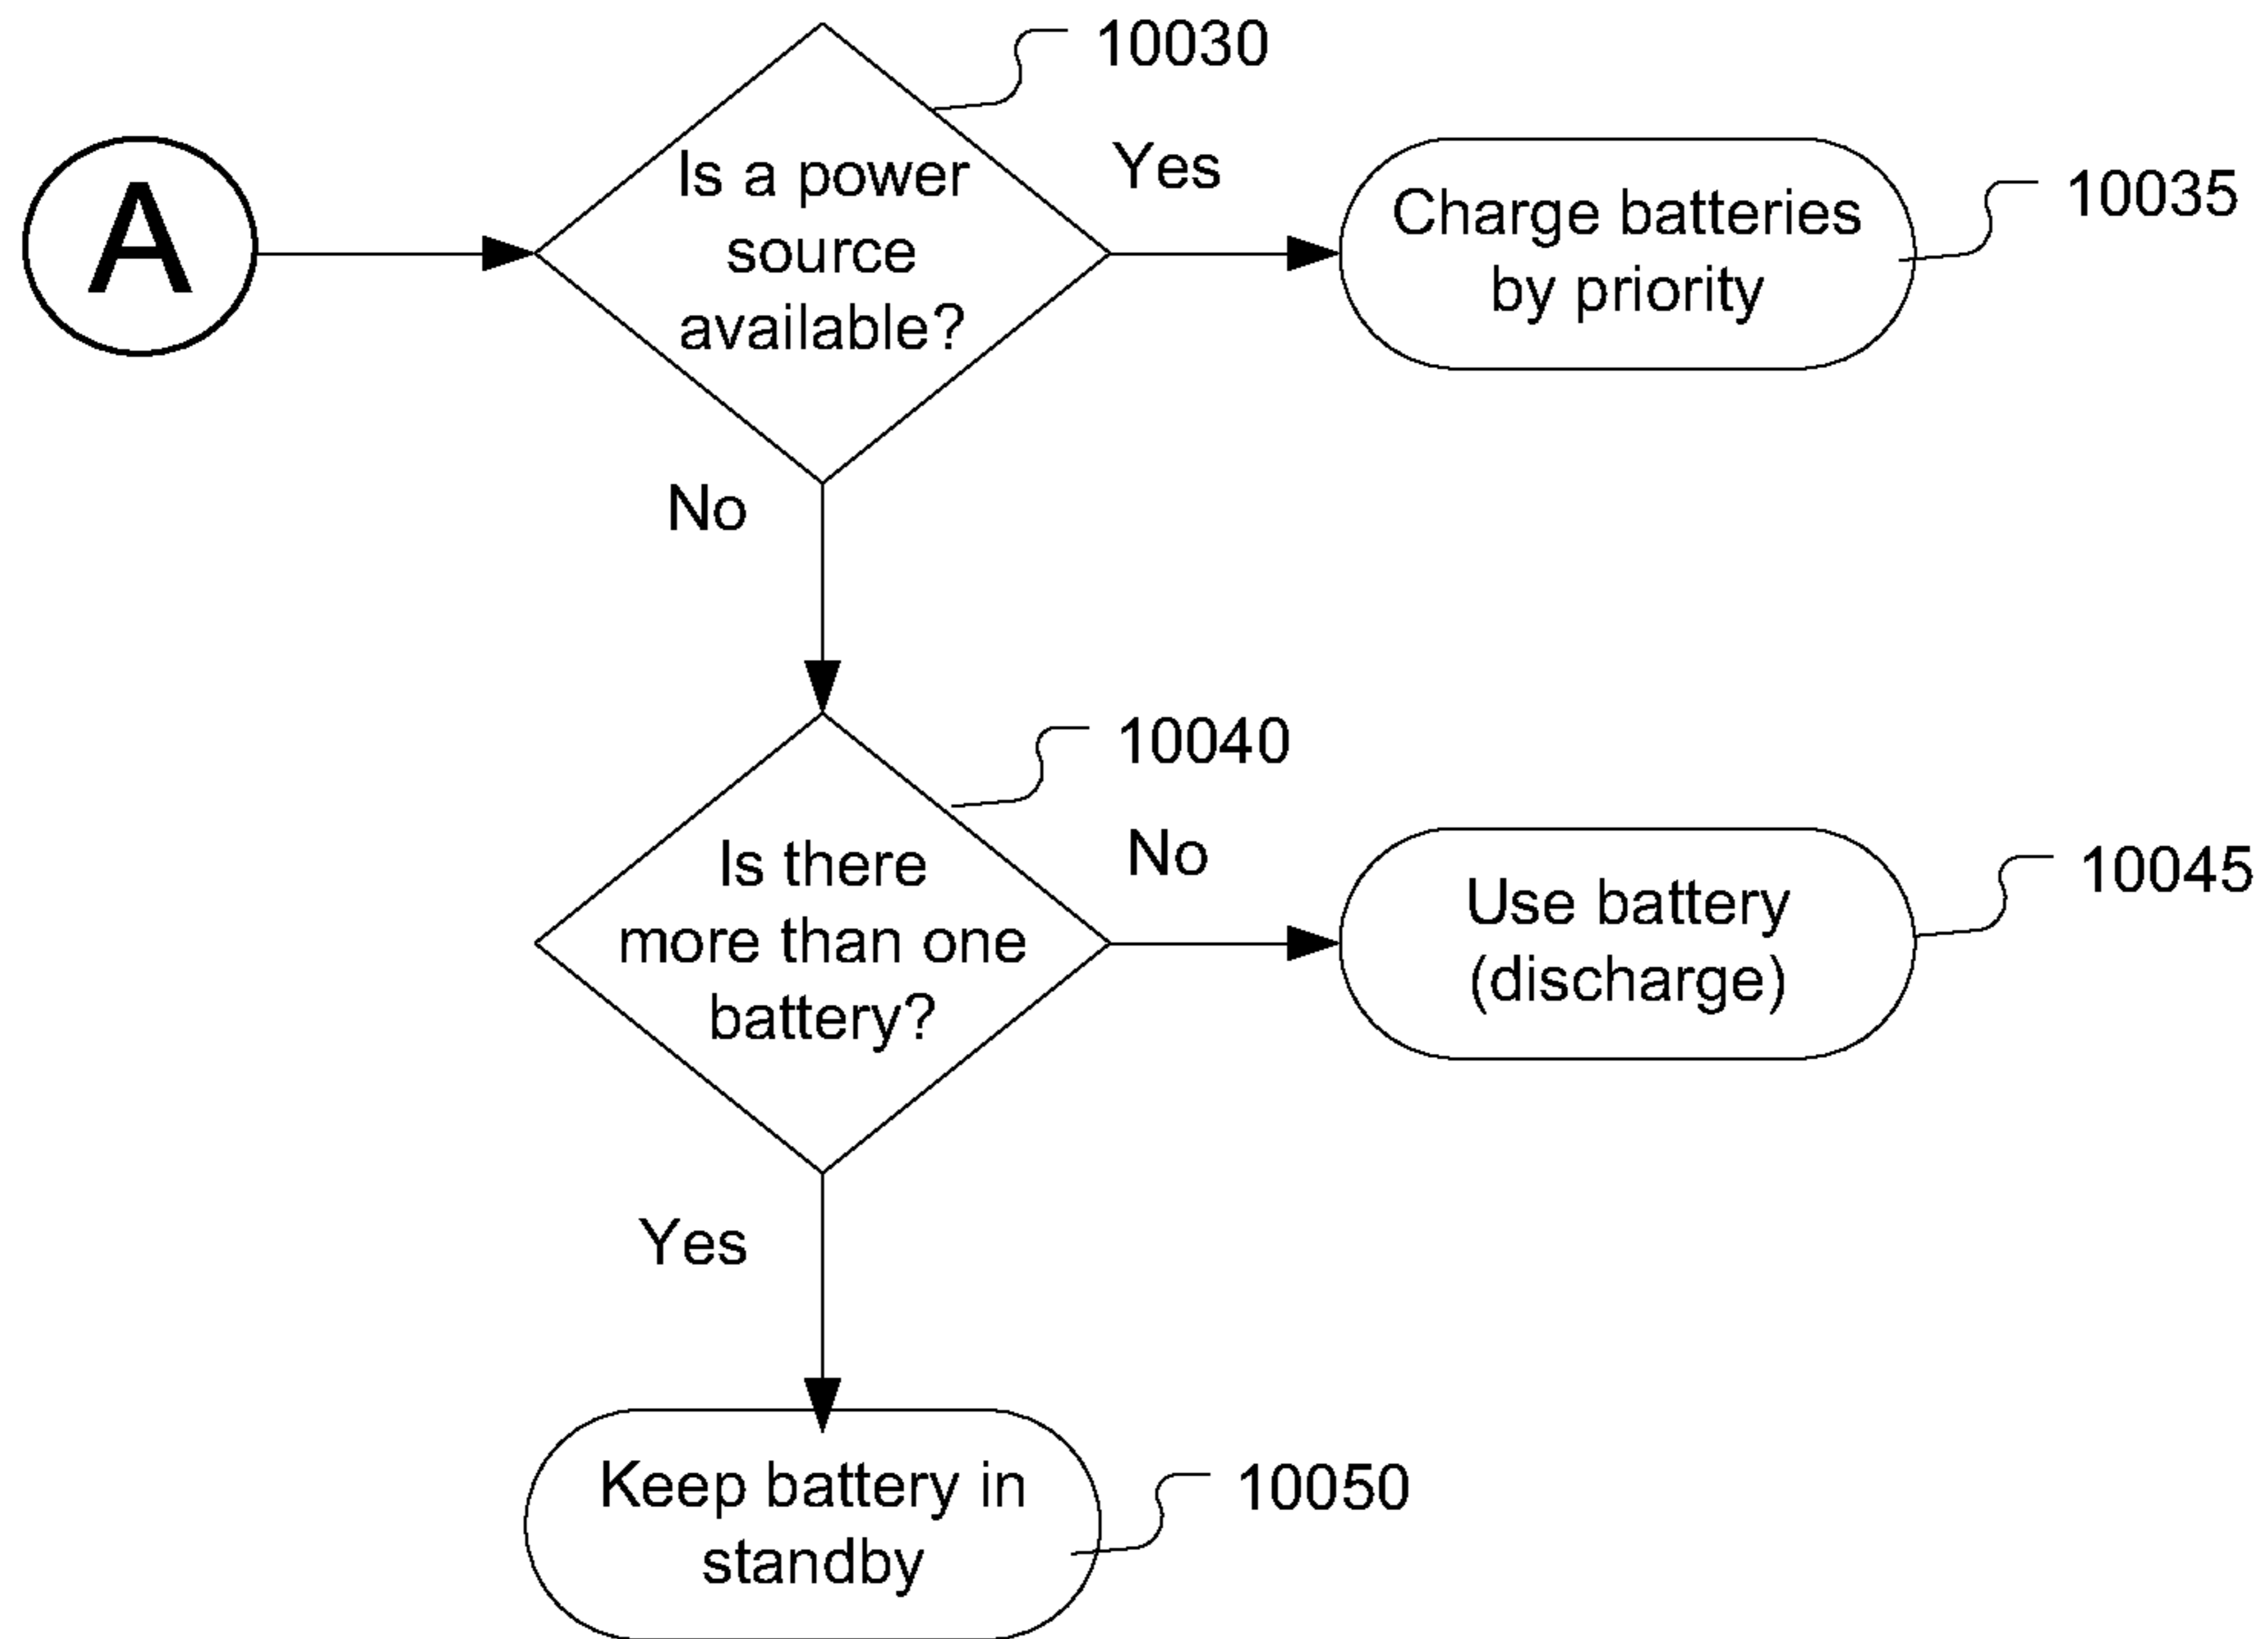 10030
A
Is a power
source
available?
Yes
Charge batteries
by priority
10035
No
10040
Is there
more than one
battery?
No
Use battery
(discharge)
10045
Yes
Keep battery in
standby
10050